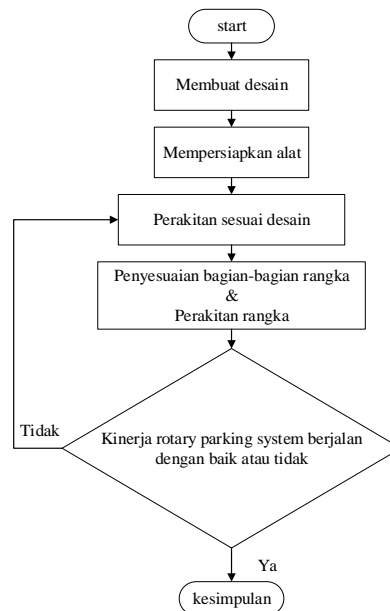 start
Membuat desain
Mempersiapkan alat
Perakitan sesuai desain
Penyesuaian bagian-bagian rangka
&
Perakitan rangka
Tidak
Kinerja rotary parking system berjalan
dengan baik atau tidak
Ya
kesimpulan